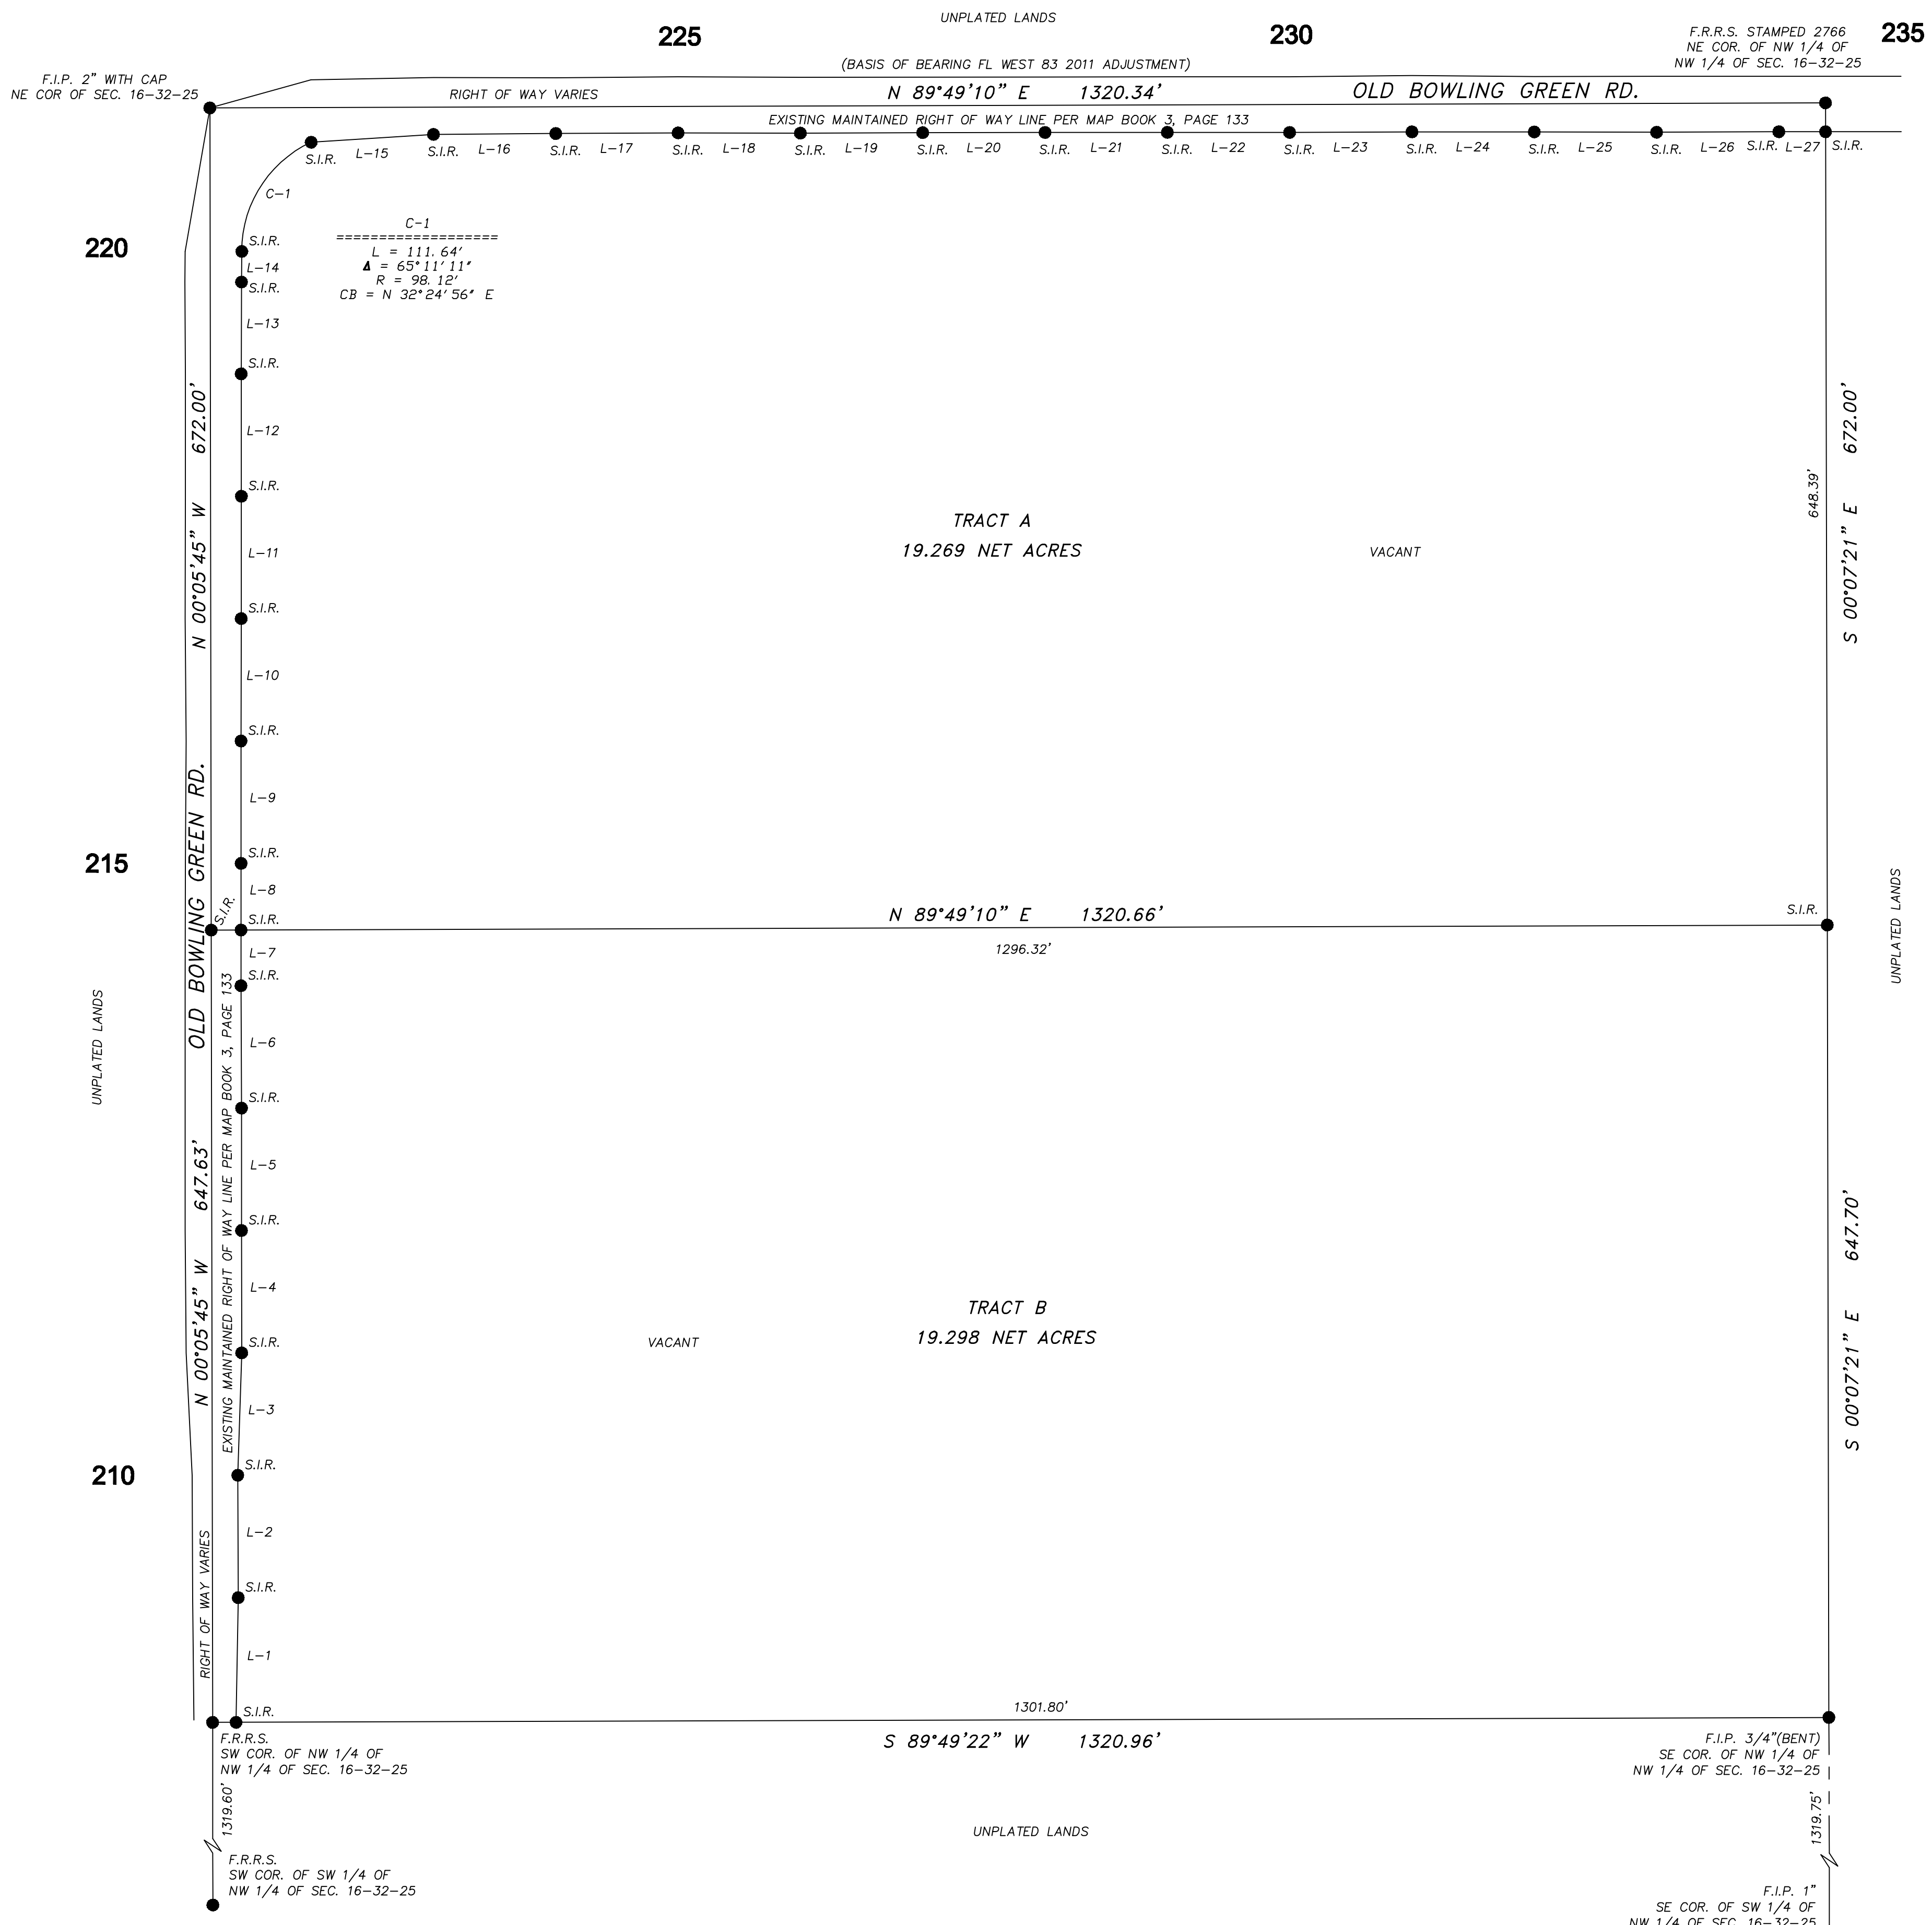 UNPLATED LANDS
225
230
235
F.R.R.S. STAMPED 2766
NE COR. OF NW 1/4 OF
NW 1/4 OF SEC. 16-32-25
F.I.P. 2" WITH CAP
NE COR OF SEC. 16-32-25
(BASIS OF BEARING FL WEST 83 2011 ADJUSTMENT)
RIGHT OF WAY VARIES
N 89°49'10" E 1320.34'
OLD BOWLING GREEN RD.
EXISTING MAINTAINED RIGHT OF WAY LINE PER MAP BOOK 3, PAGE 133
S.I.R. L-15 S.I.R. L-16 S.I.R. L-17 S.I.R. L-18 S.I.R. L-19 S.I.R. L-20 S.I.R. L-21 S.I.R. L-22 S.I.R. L-23 S.I.R. L-24 S.I.R. L-25 S.I.R. L-26 S.I.R. L-27 S.I.R.
C-1
220
C-1
==================
L = 111.64'
Δ = 65°11'11"
R = 98.12'
CB = N 32°24'56" E
S.I.R.
L-14
S.I.R.
L-13
S.I.R.
L-12
S.I.R.
L-11
S.I.R.
L-10
S.I.R.
L-9
S.I.R.
L-8
S.I.R.
S.I.R.
N 00°05'45" W 672.00'
648.39'
S 00°07'21" E 672.00'
TRACT A
19.269 NET ACRES
VACANT
215
OLD BOWLING GREEN RD.
N 89°49'10" E 1320.66'
S.I.R.
1296.32'
UNPLATED LANDS
UNPLATED LANDS
L-7
S.I.R.
L-6
S.I.R.
L-5
S.I.R.
L-4
S.I.R.
L-3
S.I.R.
L-2
S.I.R.
L-1
S.I.R.
EXISTING MAINTAINED RIGHT OF WAY LINE PER MAP BOOK 3, PAGE 133
N 00°05'45" W 647.63'
S 00°07'21" E 647.70'
TRACT B
19.298 NET ACRES
VACANT
210
RIGHT OF WAY VARIES
1301.80'
S 89°49'22" W 1320.96'
F.R.R.S.
SW COR. OF NW 1/4 OF
NW 1/4 OF SEC. 16-32-25
F.I.P. 3/4"(BENT)
SE COR. OF NW 1/4 OF
NW 1/4 OF SEC. 16-32-25
1319.60'
1319.75'
UNPLATED LANDS
F.R.R.S.
SW COR. OF SW 1/4 OF
NW 1/4 OF SEC. 16-32-25
F.I.P. 1"
SE COR. OF SW 1/4 OF
NW 1/4 OF SEC. 16-32-25